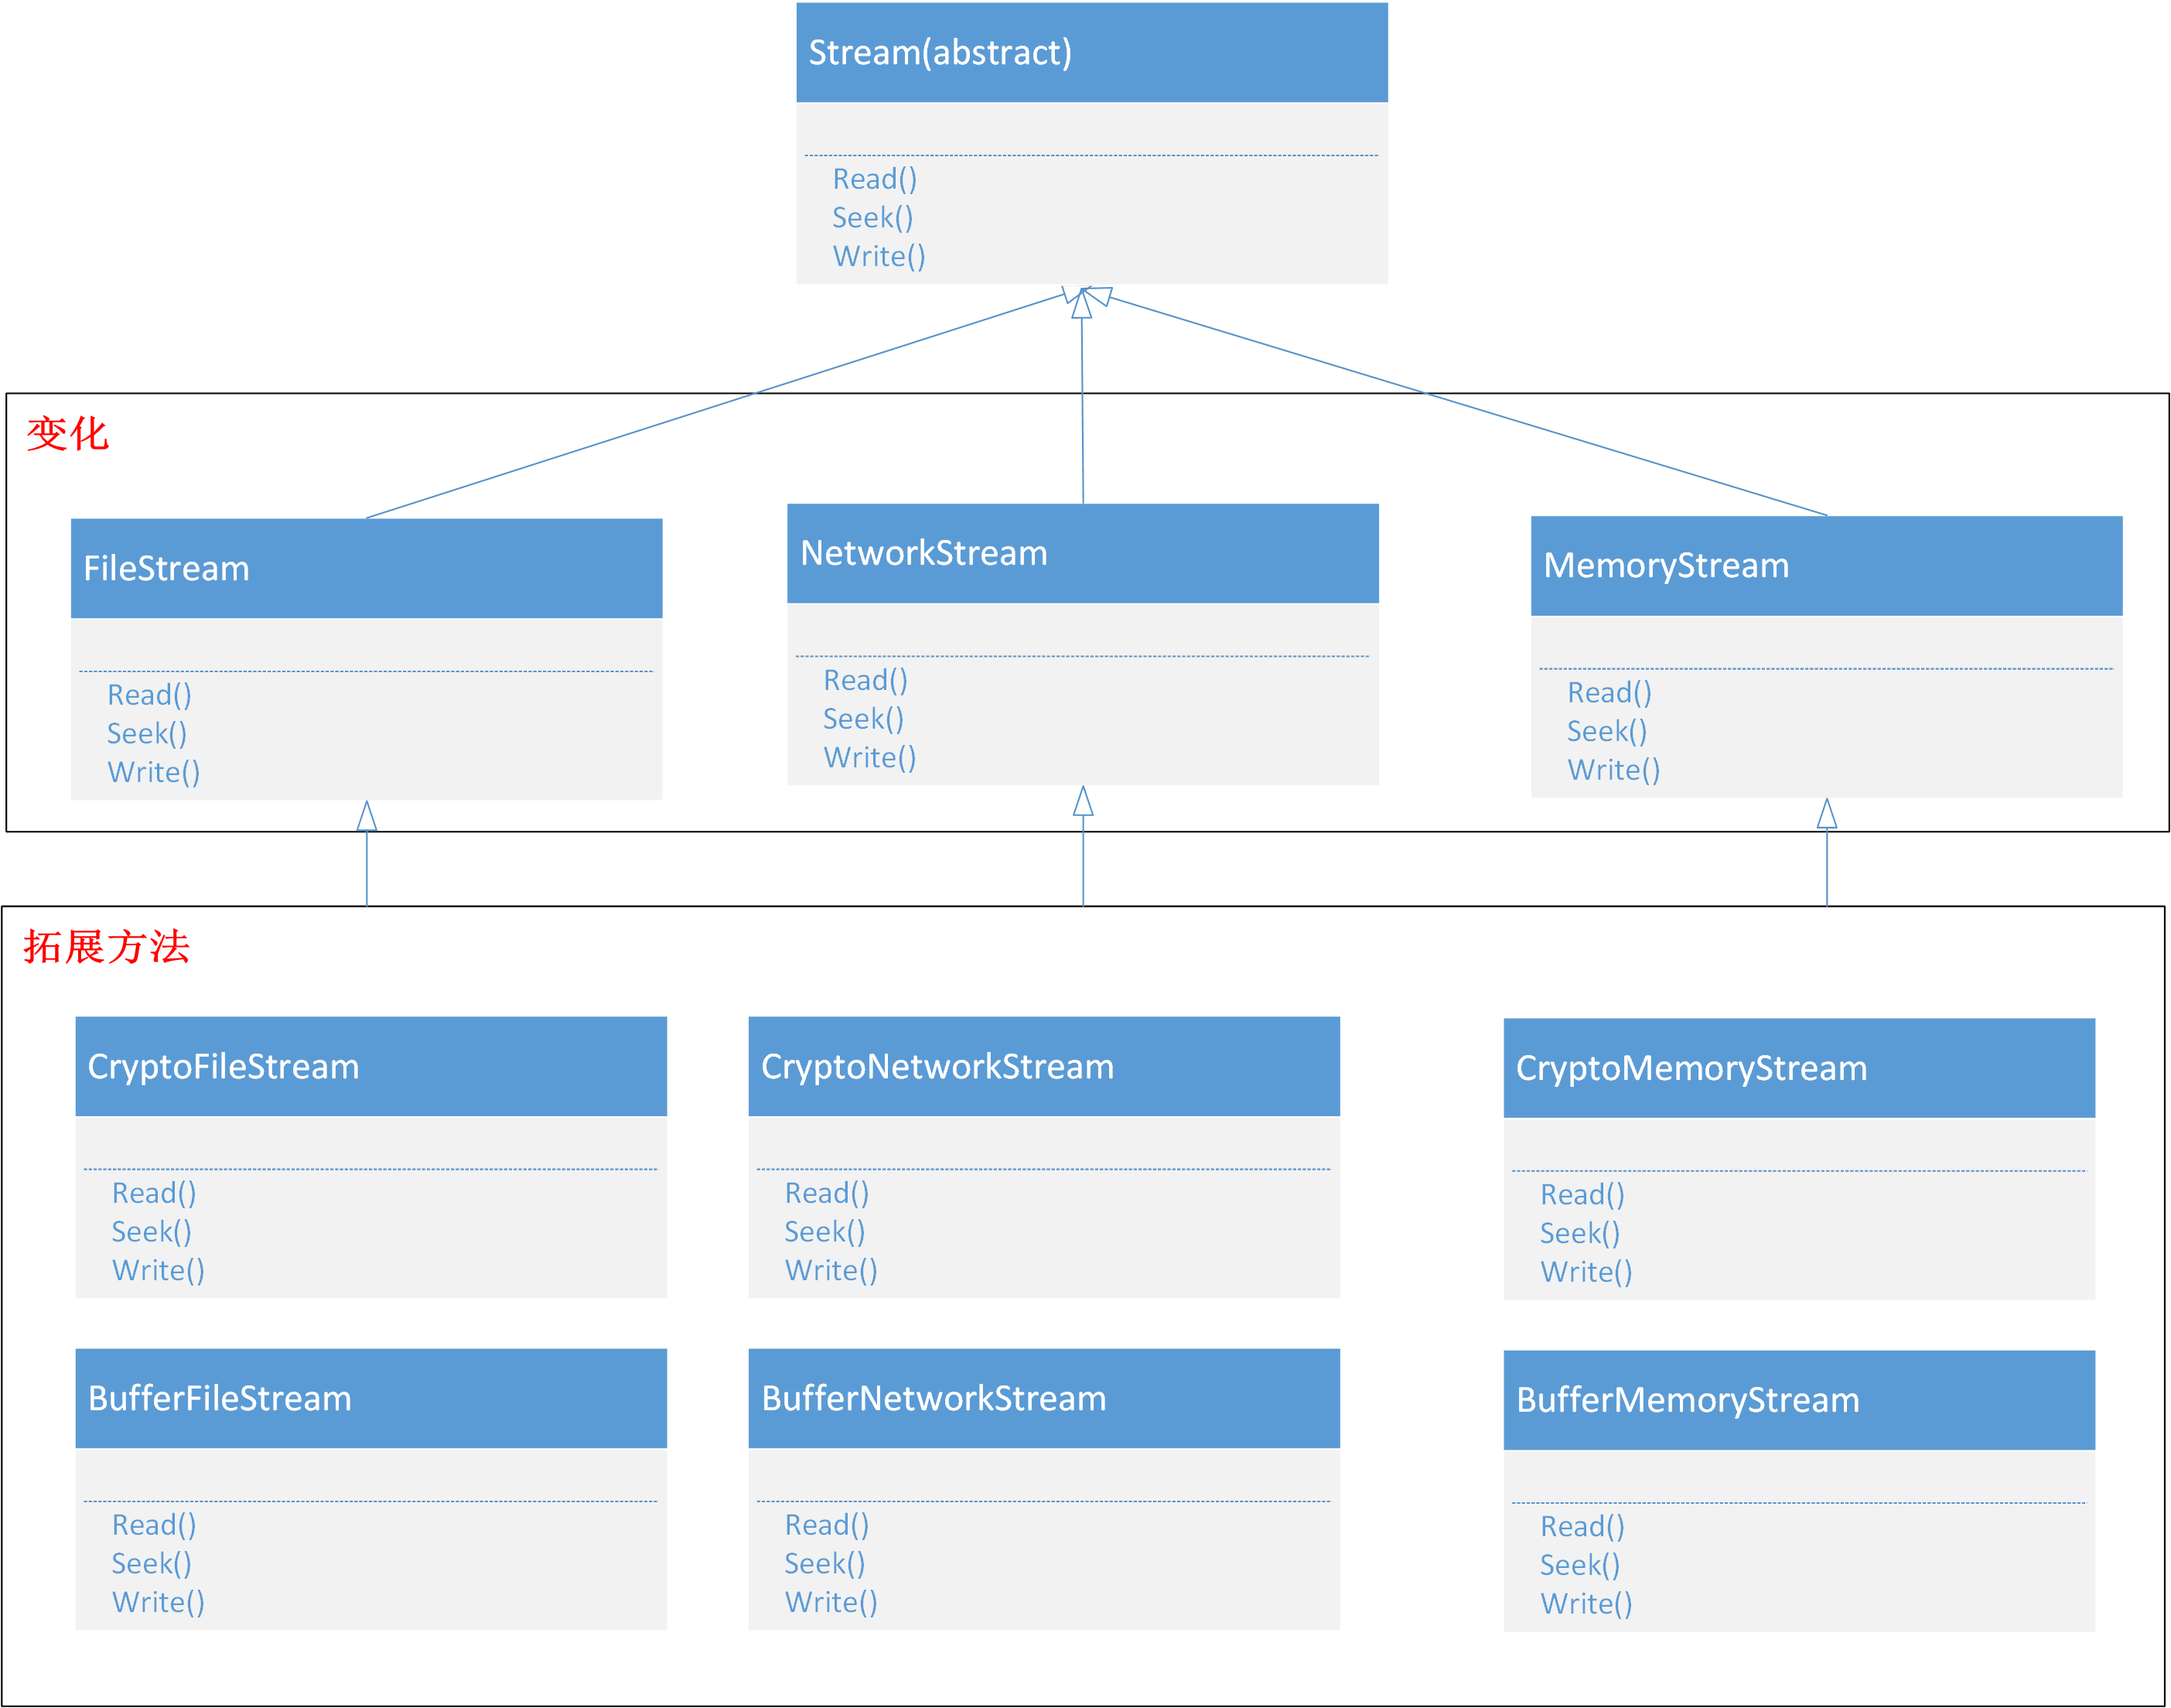 Stream(abstract)
Read()
Seek()
Write()
变化
FileStream
Read()
Seek()
Write()
NetworkStream
Read()
Seek()
Write()
MemoryStream
Read()
Seek()
Write()
拓展方法
CryptoFileStream
Read()
Seek()
Write()
CryptoNetworkStream
Read()
Seek()
Write()
CryptoMemoryStream
Read()
Seek()
Write()
BufferFileStream
Read()
Seek()
Write()
BufferNetworkStream
Read()
Seek()
Write()
BufferMemoryStream
Read()
Seek()
Write()